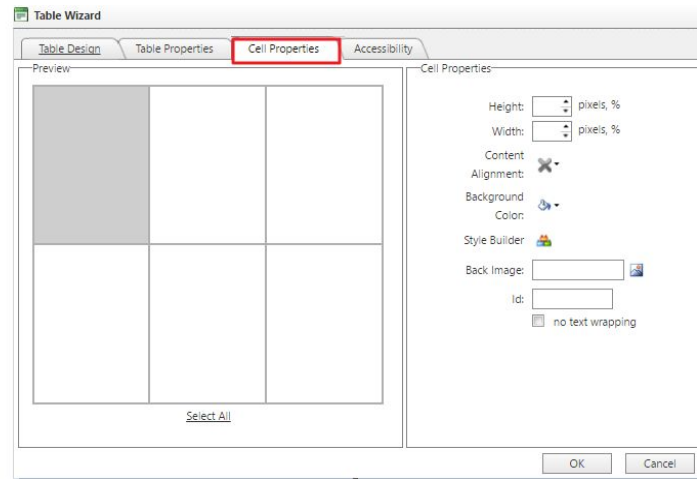 Table Wizard
Table Design
Table Properties
Cell Properties
Accessibility
Preview
Select All
Cell Properties
Height: pixels, %
Width: pixels, %
Content
Alignment:
Background
Color:
Style Builder
Back Image:
Id:
no text wrapping
OK
Cancel